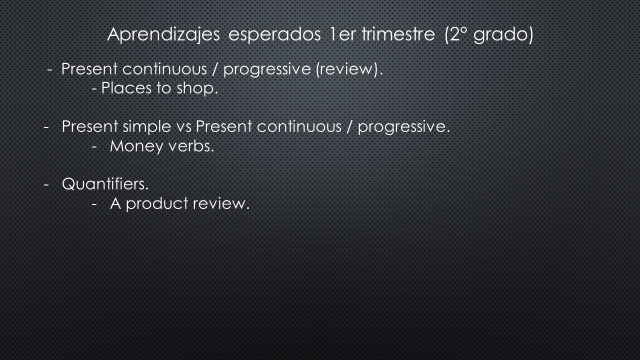 Aprendizajes esperados 1er trimestre (2° grado)
- Present continuous / progressive (review).
- Places to shop.
- Present simple vs Present continuous / progressive.
- Money verbs.
- Quantifiers.
- A product review.